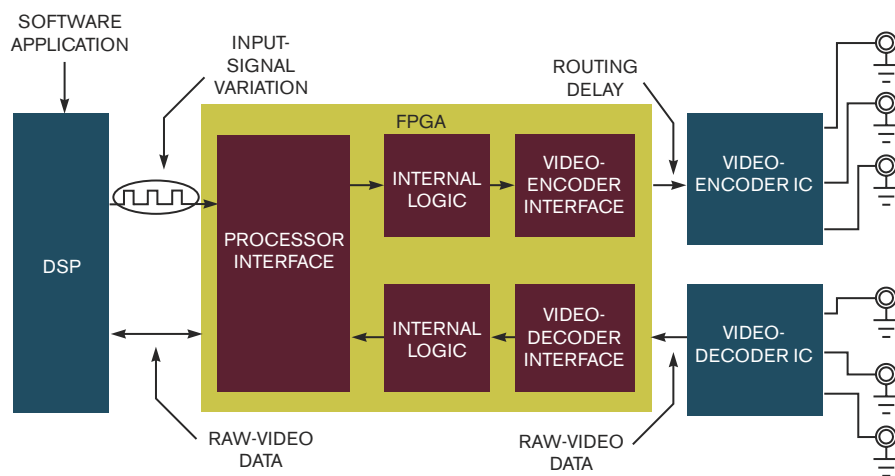 SOFTWARE
APPLICATION
INPUT-
SIGNAL
VARIATION
ROUTING
DELAY
FPGA
DSP
PROCESSOR
INTERFACE
INTERNAL
LOGIC
VIDEO-
ENCODER
INTERFACE
VIDEO-
ENCODER IC
INTERNAL
LOGIC
VIDEO-
DECODER
INTERFACE
VIDEO-
DECODER IC
RAW-VIDEO
DATA
RAW-VIDEO
DATA